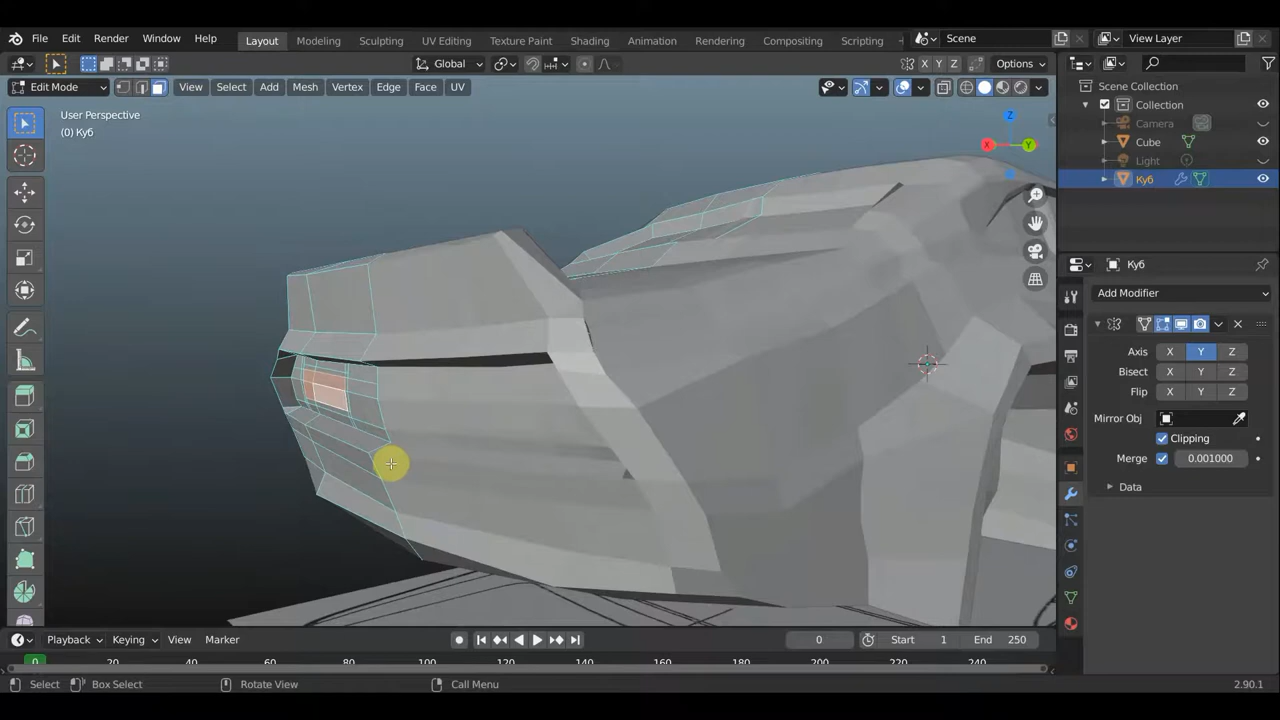 File Edit Render Window Help Layout Modeling Sculpting UV Editing Texture Paint Shading Animation Rendering Compositing Scripting Scene View Layer
Global X Y Z Options
Edit Mode View Select Add Mesh Vertex Edge Face UV
User Perspective
(0) Куб
Z
X Y
Scene Collection
Collection
Camera
Cube
Light
Куб
Куб
Add Modifier
Axis X Y Z
Bisect X Y Z
Flip X Y Z
Mirror Obj
Clipping
Merge 0.001000
Data
Playback Keying View Marker 0 Start 1 End 250
0 20 40 60 80 100 120 140 160 180 200 220 240
Select Box Select Rotate View Call Menu 2.90.1